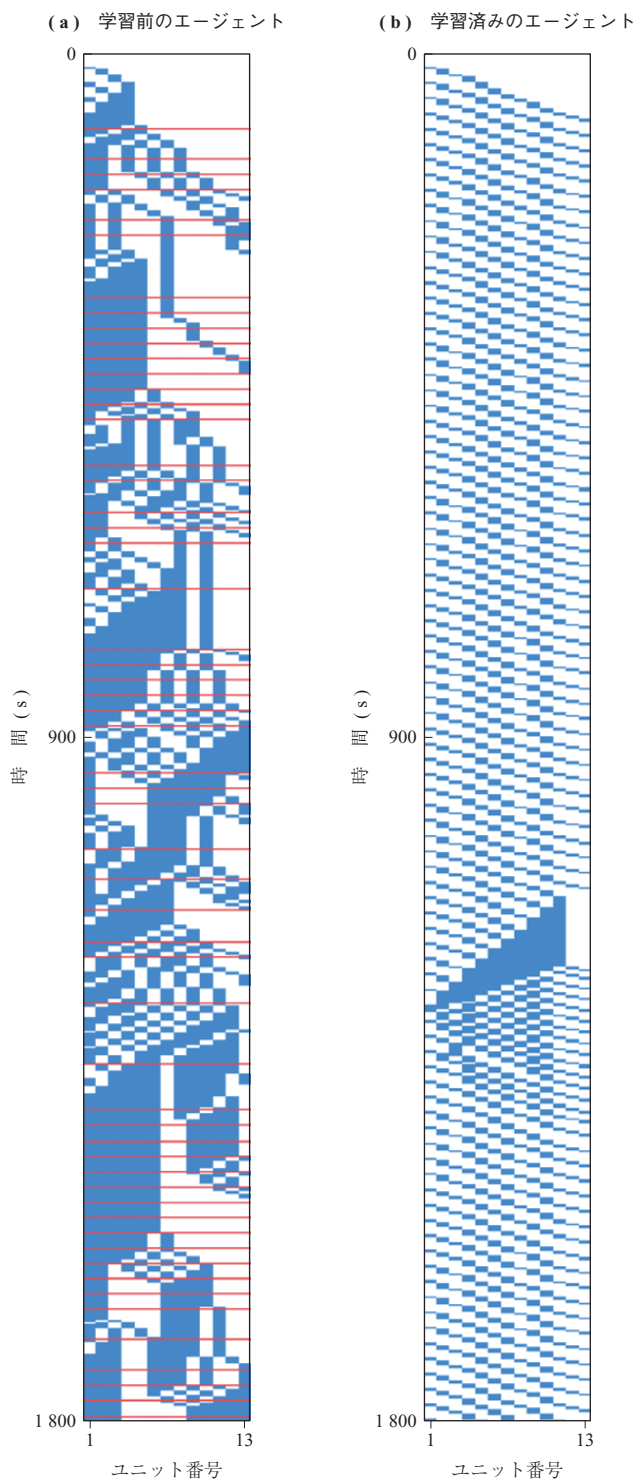 (a) 学習前のエージェント
(b) 学習済みのエージェント
0
900
1 800
時間(s)
1
13
ユニット番号
0
900
1 800
時間(s)
1
13
ユニット番号